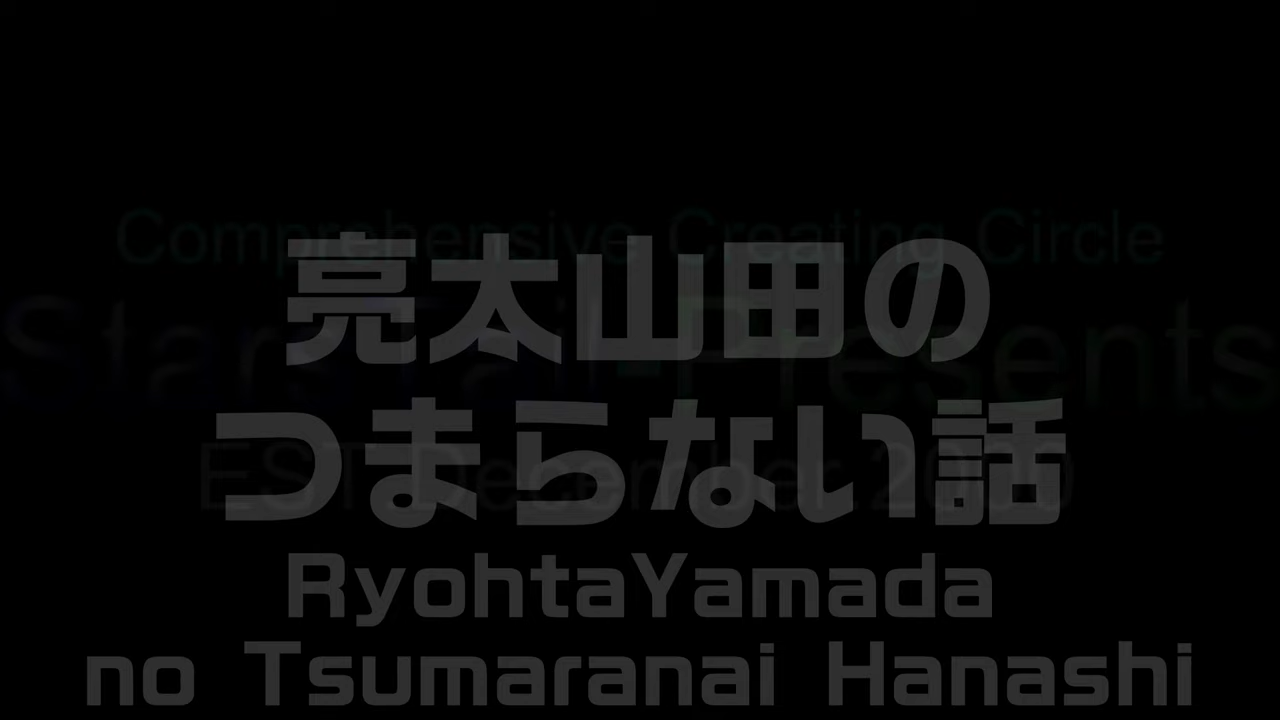 Comprehensive Creating Circle
亮太山田の
つまらない話
RyohtaYamada
no Tsumaranai Hanashi